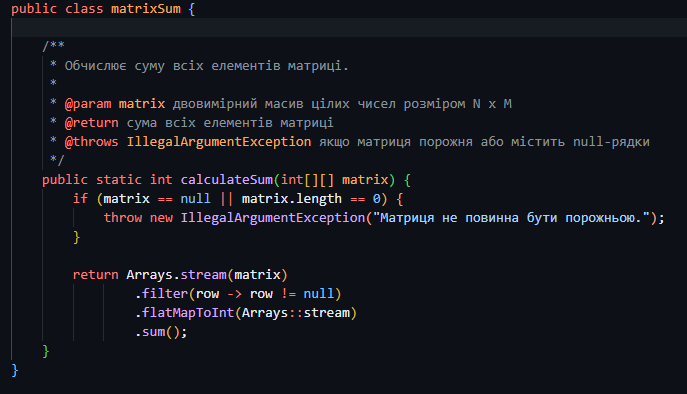 public class matrixSum {
/**
* Обчислює суму всіх елементів матриці.
*
* @param matrix двовимірний масив цілих чисел розміром N x M
* @return сума всіх елементів матриці
* @throws IllegalArgumentException якщо матриця порожня або містить null-рядки
*/
public static int calculateSum(int[][] matrix) {
if (matrix == null || matrix.length == 0) {
throw new IllegalArgumentException("Матриця не повинна бути порожньою.");
}
return Arrays.stream(matrix)
.filter(row -> row != null)
.flatMapToInt(Arrays::stream)
.sum();
}
}